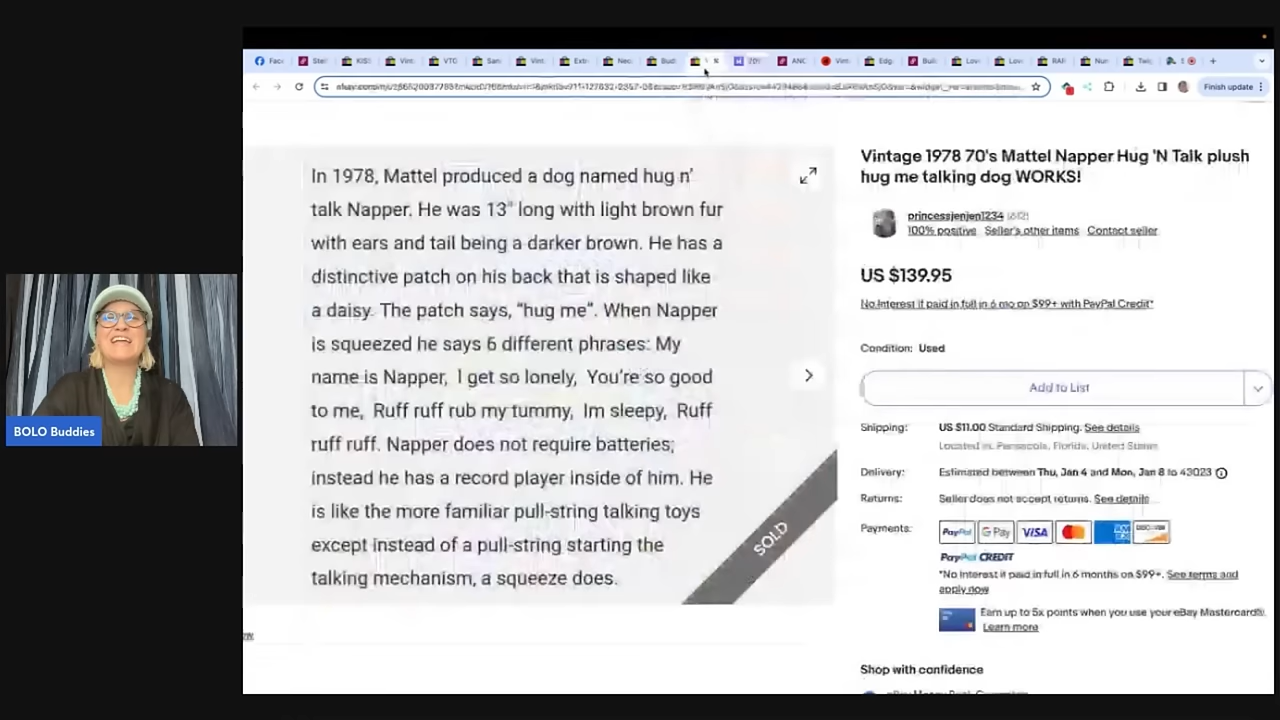 Finish update
In 1978, Mattel produced a dog named hug n'
talk Napper. He was 13" long with light brown fur
with ears and tail being a darker brown. He has a
distinctive patch on his back that is shaped like
a daisy. The patch says, "hug me". When Napper
is squeezed he says 6 different phrases: My
name is Napper, I get so lonely, You're so good
to me, Ruff ruff rub my tummy, Im sleepy, Ruff
ruff ruff. Napper does not require batteries;
instead he has a record player inside of him. He
is like the more familiar pull-string talking toys
except instead of a pull-string starting the
talking mechanism, a squeeze does.
SOLD
Vintage 1978 70's Mattel Napper Hug 'N Talk plush
hug me talking dog WORKS!
princessjenjen1234
100% positive Seller's other items Contact seller
US $139.95
No Interest if paid in full in 6 mo on $99+ with PayPal Credit*
Condition: Used
Add to List
Shipping: US $11.00 Standard Shipping. See details
Located in: Pensacola, Florida, United States
Delivery: Estimated between Thu, Jan 4 and Mon, Jan 8 to 43023
Returns: Seller does not accept returns. See details
Payments: PayPal G Pay VISA
PayPal CREDIT
*No Interest if paid in full in 6 months on $99+. See terms and
apply now
Earn up to 5x points when you use your eBay Mastercard®.
Learn more
Shop with confidence
BOLO Buddies